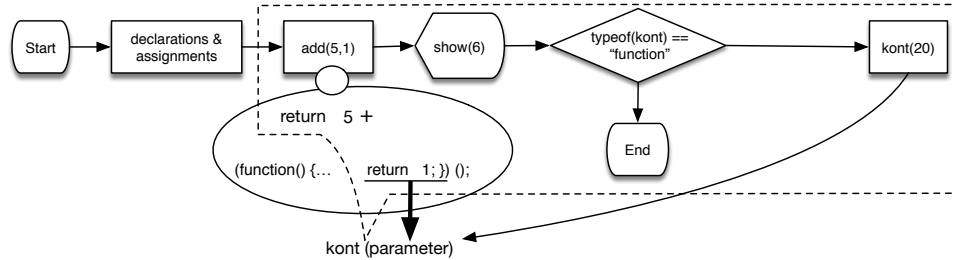 Start
declarations &
assignments
add(5,1)
show(6)
typeof(kont) ==
“function”
kont(20)
return 5 +
End
(function() {… return 1; }) ();
kont (parameter)